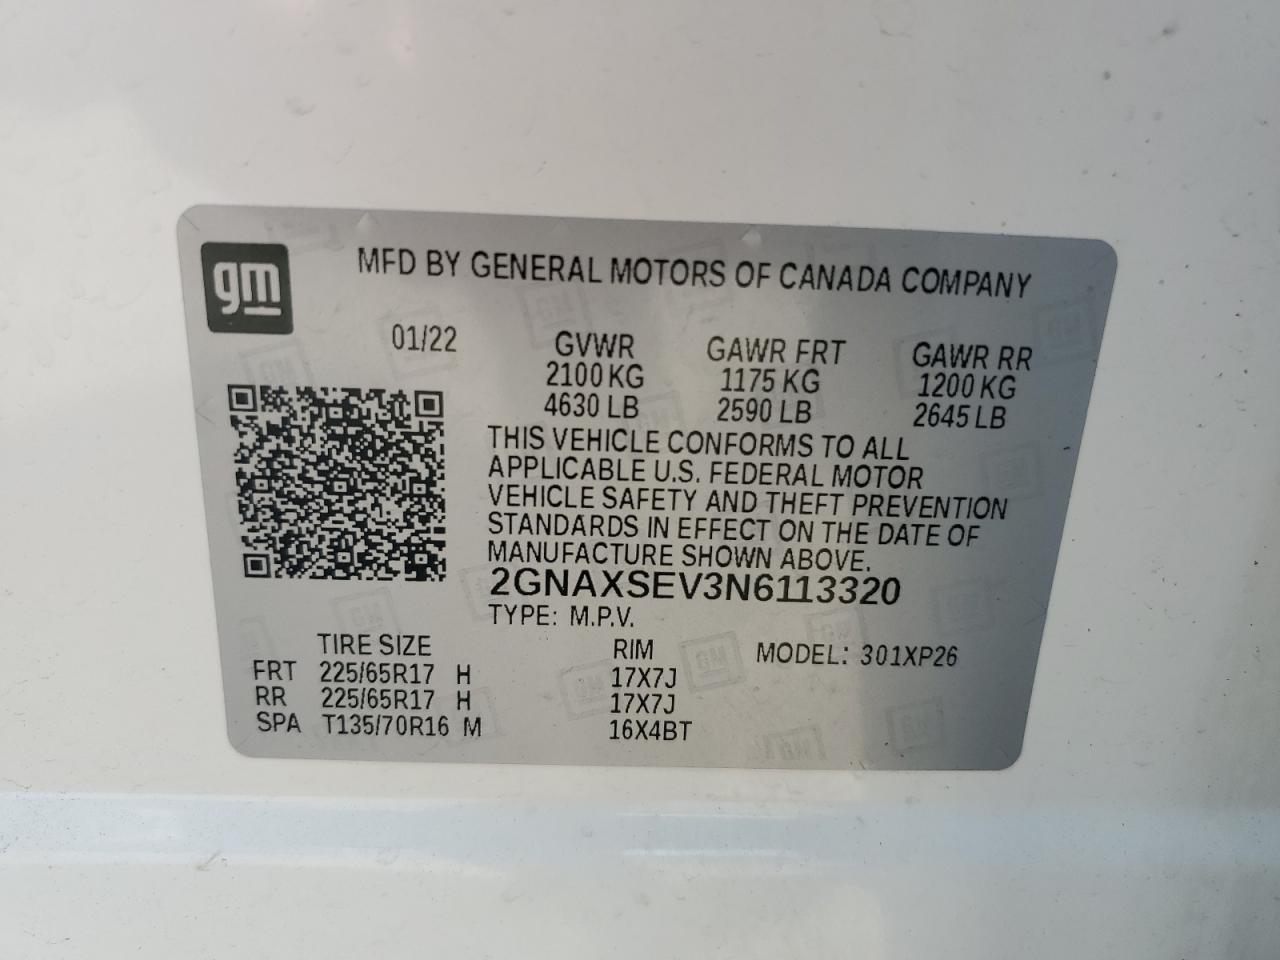 gm
MFD BY GENERAL MOTORS OF CANADA COMPANY
01/22 GVWR GAWR FRT GAWR RR
2100 KG 1175 KG 1200 KG
4630 LB 2590 LB 2645 LB
THIS VEHICLE CONFORMS TO ALL
APPLICABLE U.S. FEDERAL MOTOR
VEHICLE SAFETY AND THEFT PREVENTION
STANDARDS IN EFFECT ON THE DATE OF
MANUFACTURE SHOWN ABOVE.
2GNAXSEV3N6113320
TYPE: M.P.V.
TIRE SIZE RIM MODEL: 301XP26
FRT 225/65R17 H 17X7J
RR 225/65R17 H 17X7J
SPA T135/70R16 M 16X4BT